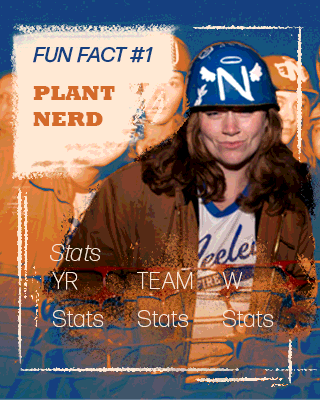 FUN FACT #1
PLANT
NERD
N
Stats
YR TEAM W
Stats Stats Stats